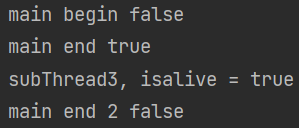 main begin false
main end true
subThread3, isalive = true
main end 2 false